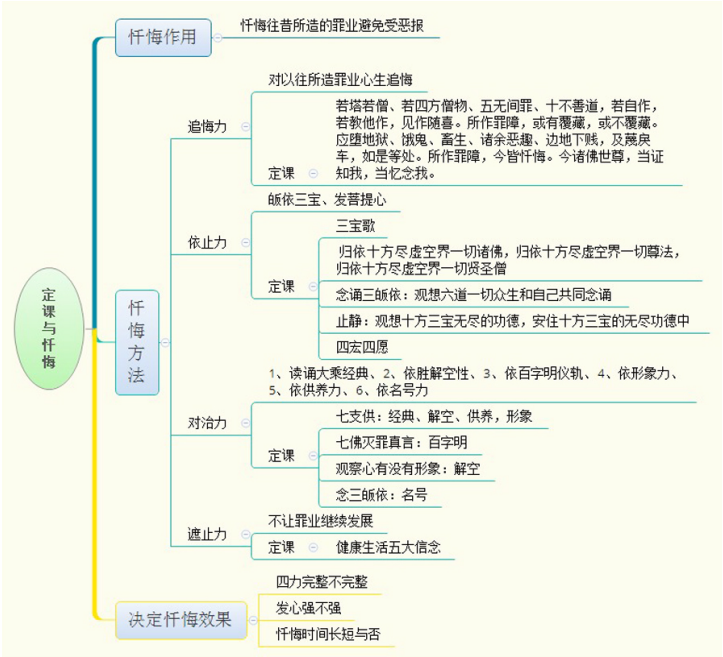 定课与忏悔
忏悔作用
忏悔往昔所造的罪业避免受恶报
忏悔方法
追悔力
对以往所造罪业心生追悔
定课
若塔若僧、若四方僧物、五无间罪、十不善道，若自作，
若教他作，见作随喜。所作罪障，或有覆藏，或不覆藏。
应堕地狱、饿鬼、畜生、诸余恶趣、边地下贱，及蔑戾
车，如是等处。所作罪障，今皆忏悔。今诸佛世尊，当证
知我，当忆念我。
依止力
皈依三宝、发菩提心
定课
三宝歌
归依十方尽虚空界一切诸佛，归依十方尽虚空界一切尊法，
归依十方尽虚空界一切贤圣僧
念诵三皈依：观想六道一切众生和自己共同念诵
止静：观想十方三宝无尽的功德，安住十方三宝的无尽功德中
四宏四愿
对治力
1、读诵大乘经典、2、依胜解空性、3、依百字明仪轨、4、依形象力、
5、依供养力、6、依名号力
定课
七支供：经典、解空、供养，形象
七佛灭罪真言：百字明
观察心有没有形象：解空
念三皈依：名号
遮止力
不让罪业继续发展
定课
健康生活五大信念
决定忏悔效果
四力完整不完整
发心强不强
忏悔时间长短与否